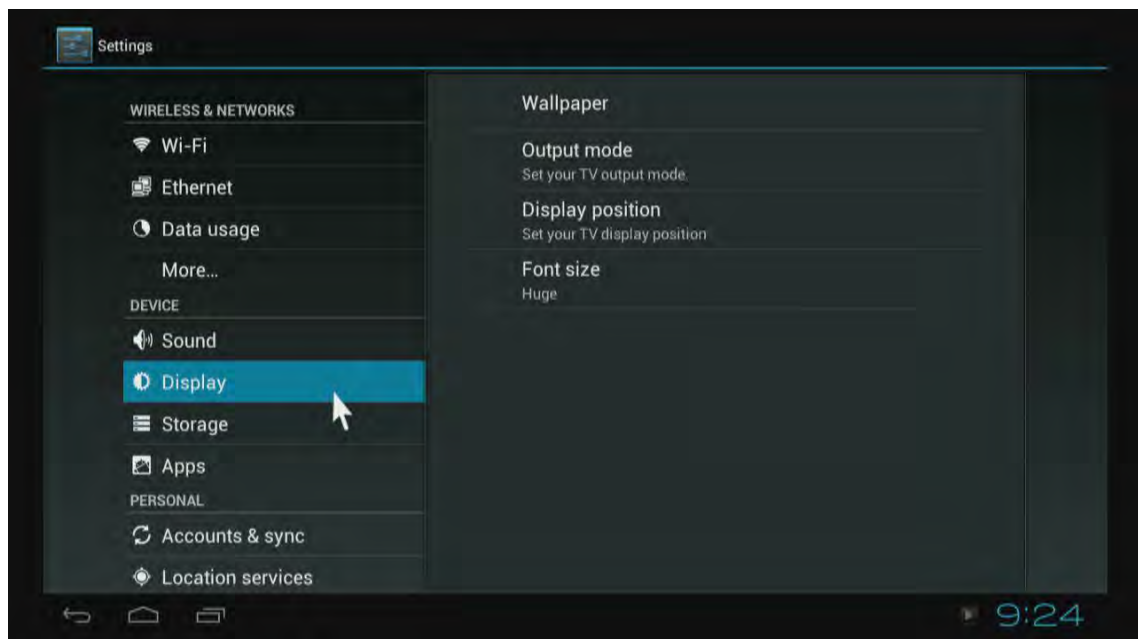 Settings
WIRELESS & NETWORKS
Wi-Fi
Ethernet
Data usage
More...
DEVICE
Sound
Display
Storage
Apps
PERSONAL
Accounts & sync
Location services
Wallpaper
Output mode
Set your TV output mode
Display position
Set your TV display position
Font size
Huge
9:24